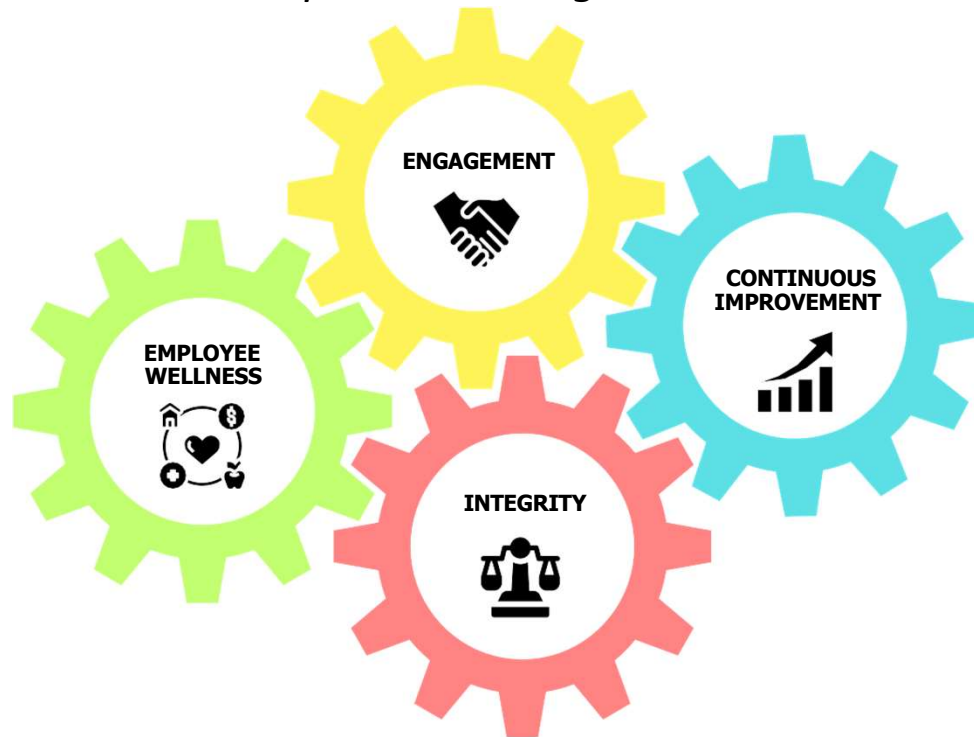 ENGAGEMENT
CONTINUOUS
IMPROVEMENT
EMPLOYEE
WELLNESS
INTEGRITY